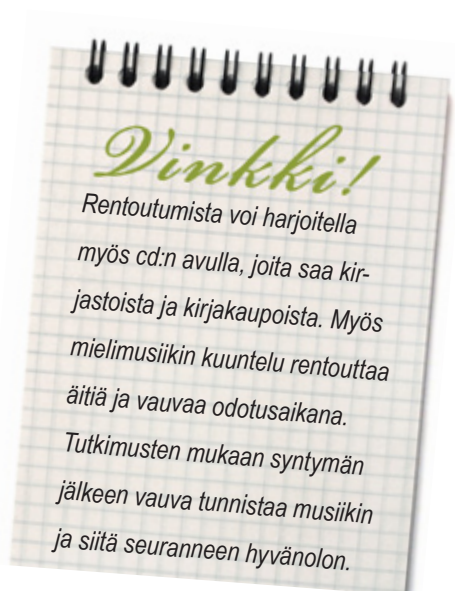 Vinkki!
Rentoutumista voi harjoitella
myös cd:n avulla, joita saa kir-
jastoista ja kirjakaupoista. Myös
mielimusiikin kuuntelu rentouttaa
äitiä ja vauvaa odotusaikana.
Tutkimusten mukaan syntymän
jälkeen vauva tunnistaa musiikin
ja siitä seuranneen hyvänolon.